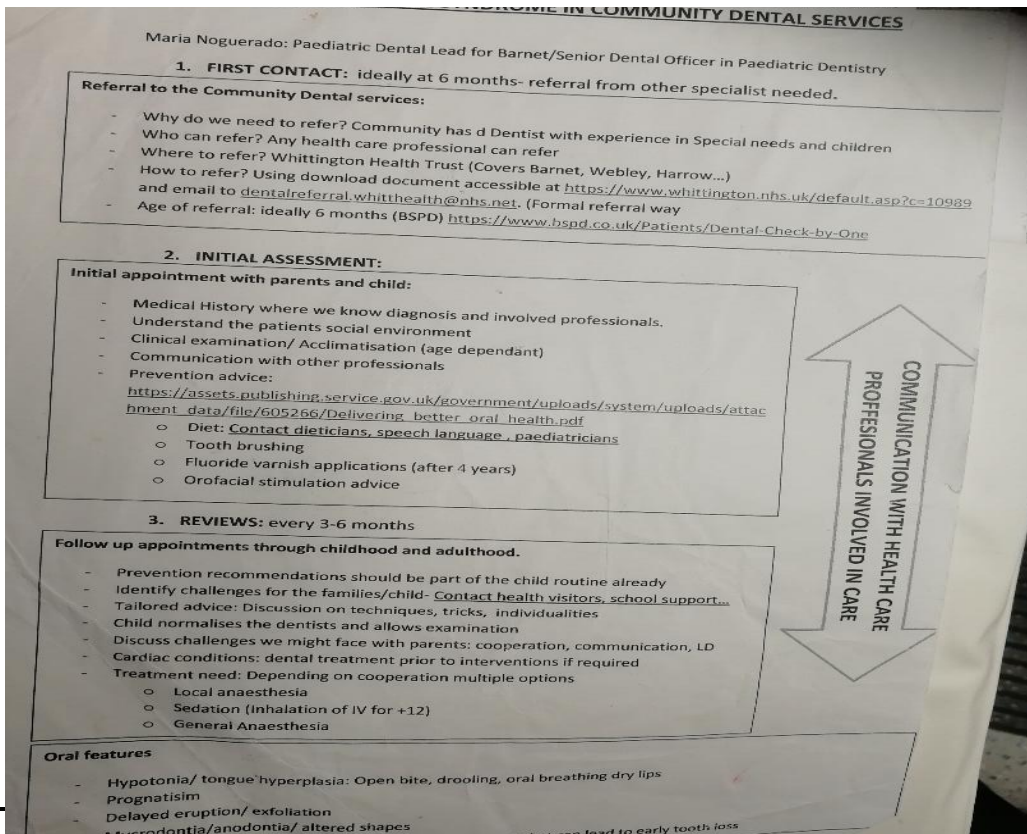 IN COMMUNITY DENTAL SERVICES
Maria Noguerado: Paediatric Dental Lead for Barnet/Senior Dental Officer in Paediatric Dentistry
1. FIRST CONTACT: ideally at 6 months- referral from other specialist needed.
Referral to the Community Dental services:
- Why do we need to refer? Community has d Dentist with experience in Special needs and children
- Who can refer? Any health care professional can refer
- Where to refer? Whittington Health Trust (Covers Barnet, Webley, Harrow...)
- How to refer? Using download document accessible at https://www.whittington.nhs.uk/default.asp?c=10989
and email to dentalreferral.whitthealth@nhs.net. (Formal referral way
- Age of referral: ideally 6 months (BSPD) https://www.bspd.co.uk/Patients/Dental-Check-by-One
2. INITIAL ASSESSMENT:
Initial appointment with parents and child:
- Medical History where we know diagnosis and involved professionals.
- Understand the patients social environment
- Clinical examination/ Acclimatisation (age dependant)
- Communication with other professionals
- Prevention advice:
https://assets.publishing.service.gov.uk/government/uploads/system/uploads/attac
hment_data/file/605266/Delivering_better_oral_health.pdf
o Diet: Contact dieticians, speech language , paediatricians
o Tooth brushing
o Fluoride varnish applications (after 4 years)
o Orofacial stimulation advice
COMMUNICATION WITH HEALTH CARE
PROFFESIONALS INVOLVED IN CARE
3. REVIEWS: every 3-6 months
Follow up appointments through childhood and adulthood.
- Prevention recommendations should be part of the child routine already
- Identify challenges for the families/child- Contact health visitors, school support...
- Tailored advice: Discussion on techniques, tricks, individualities
- Child normalises the dentists and allows examination
- Discuss challenges we might face with parents: cooperation, communication, LD
- Cardiac conditions: dental treatment prior to interventions if required
- Treatment need: Depending on cooperation multiple options
o Local anaesthesia
o Sedation (Inhalation of IV for +12)
o General Anaesthesia
Oral features
- Hypotonia/ tongue hyperplasia: Open bite, drooling, oral breathing dry lips
- Prognatisim
- Delayed eruption/ exfoliation
/anodontia/ altered shapes
lead to early tooth loss